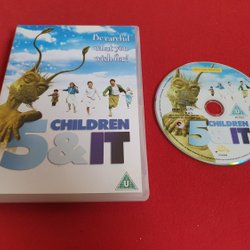 Be careful
what you
wish for!
5 CHILDREN
& IT
U
5 CHILDREN
& IT